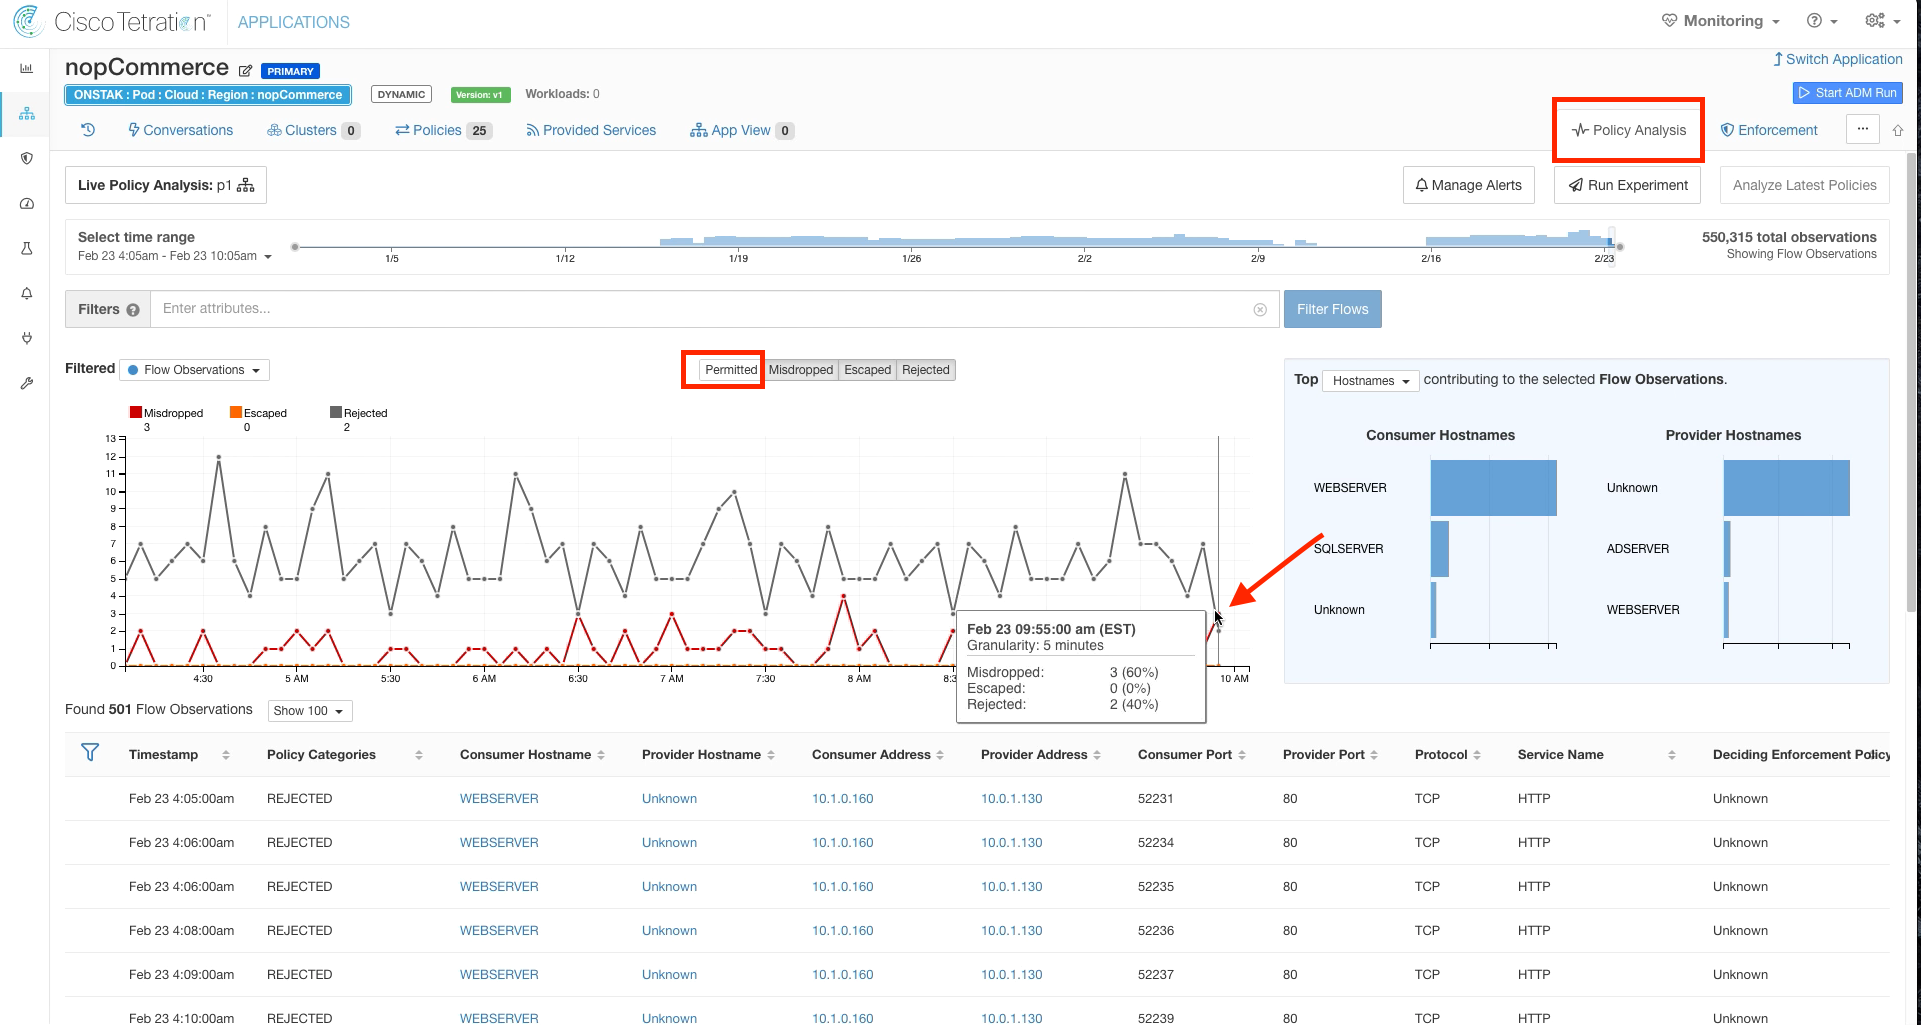 Cisco Tetration™ APPLICATIONS Monitoring
nopCommerce PRIMARY
Switch Application
ONSTAK : Pod : Cloud : Region : nopCommerce DYNAMIC Version: v1 Workloads: 0
Start ADM Run
Conversations Clusters 0 Policies 25 Provided Services App View 0 Policy Analysis Enforcement ...
Live Policy Analysis: p1 Manage Alerts Run Experiment Analyze Latest Policies
Select time range
Feb 23 4:05am - Feb 23 10:05am
1/5 1/12 1/19 1/26 2/2 2/9 2/16 2/23
550,315 total observations
Showing Flow Observations
Filters ? Enter attributes... Filter Flows
Filtered Flow Observations Permitted Misdropped Escaped Rejected
Misdropped Escaped Rejected
3 0 2
13
12
11
10
9
8
7
6
5
4
3
2
1
0
4:30 5 AM 5:30 6 AM 6:30 7 AM 7:30 8 AM 10 AM
Feb 23 09:55:00 am (EST)
Granularity: 5 minutes
Misdropped: 3 (60%)
Escaped: 0 (0%)
Rejected: 2 (40%)
Top Hostnames contributing to the selected Flow Observations.
Consumer Hostnames Provider Hostnames
WEBSERVER Unknown
SQLSERVER ADSERVER
Unknown WEBSERVER
Found 501 Flow Observations Show 100
Timestamp Policy Categories Consumer Hostname Provider Hostname Consumer Address Provider Address Consumer Port Provider Port Protocol Service Name Deciding Enforcement Policy
Feb 23 4:05:00am REJECTED WEBSERVER Unknown 10.1.0.160 10.0.1.130 52231 80 TCP HTTP Unknown
Feb 23 4:06:00am REJECTED WEBSERVER Unknown 10.1.0.160 10.0.1.130 52234 80 TCP HTTP Unknown
Feb 23 4:06:00am REJECTED WEBSERVER Unknown 10.1.0.160 10.0.1.130 52235 80 TCP HTTP Unknown
Feb 23 4:08:00am REJECTED WEBSERVER Unknown 10.1.0.160 10.0.1.130 52236 80 TCP HTTP Unknown
Feb 23 4:09:00am REJECTED WEBSERVER Unknown 10.1.0.160 10.0.1.130 52237 80 TCP HTTP Unknown
Feb 23 4:10:00am REJECTED WEBSERVER Unknown 10.1.0.160 10.0.1.130 52239 80 TCP HTTP Unknown